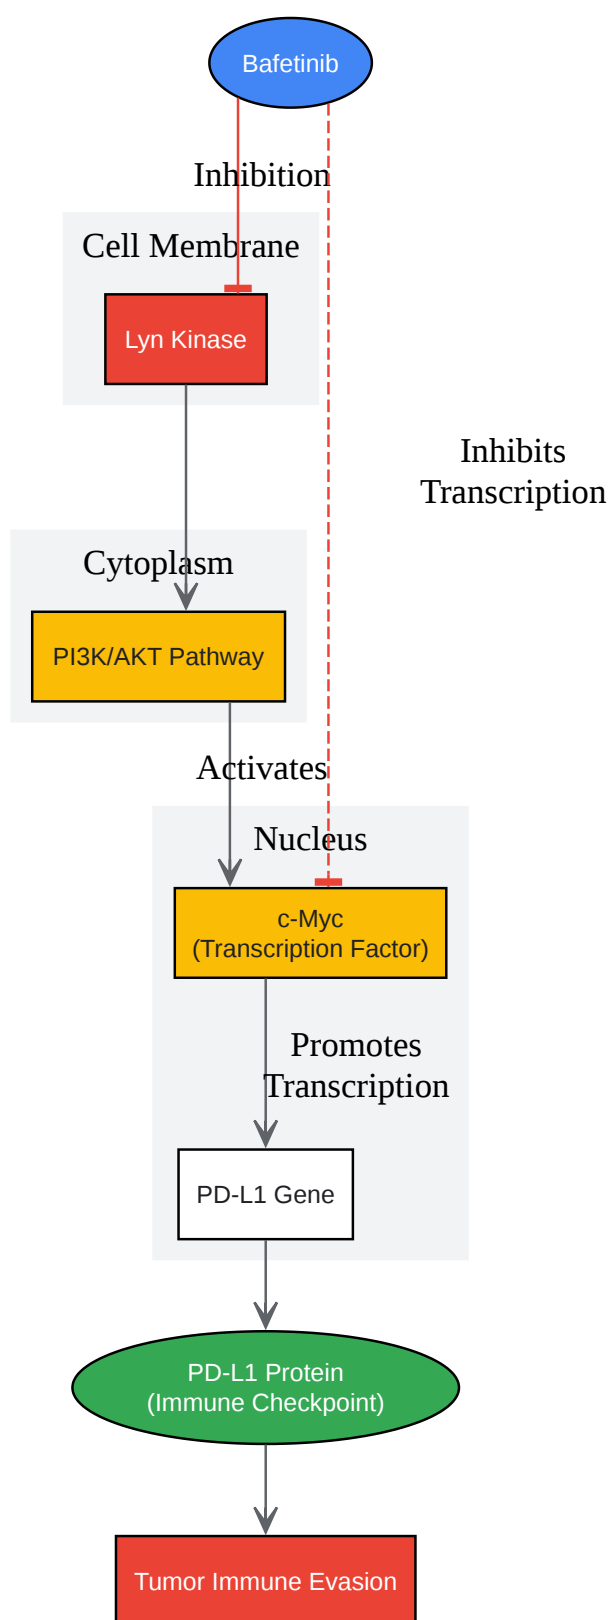 Bafetinib
Inhibition
Cell Membrane
Lyn Kinase
Inhibits
Transcription
Cytoplasm
PI3K/AKT Pathway
Activates
Nucleus
c-Myc
(Transcription Factor)
Promotes
Transcription
PD-L1 Gene
PD-L1 Protein
(Immune Checkpoint)
Tumor Immune Evasion